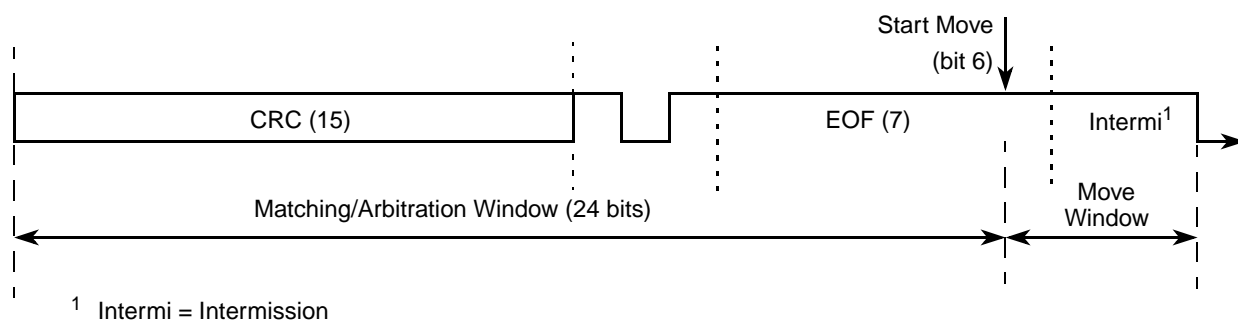 Start Move
(bit 6)
CRC (15)
EOF (7)
Intermi1
Matching/Arbitration Window (24 bits)
Move
Window
1 Intermi = Intermission